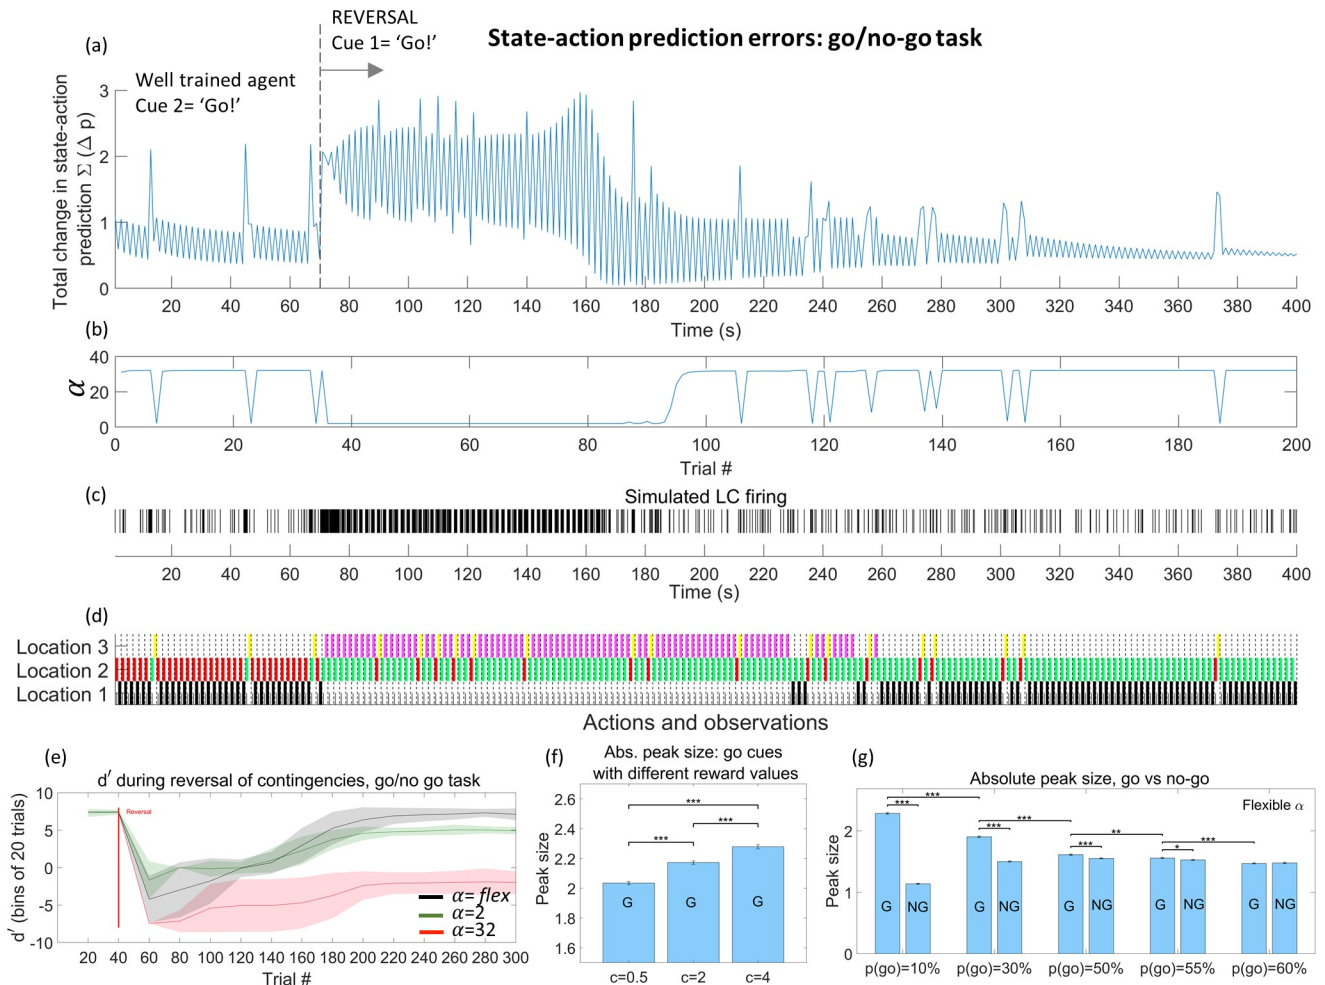 State-action prediction errors: go/no-go task
(a)
REVERSAL
Cue 1= ‘Go!’
Well trained agent
Cue 2= ‘Go!’
Total change in state-action
prediction Σ (Δ p)
3
2
1
0
20 40 60 80 100 120 140 160 180 200 220 240 260 280 300 320 340 360 380 400
Time (s)
(b)
α
40
20
0
0 20 40 60 80 100 120 140 160 180 200
Trial #
(c)
Simulated LC firing
20 40 60 80 100 120 140 160 180 200 220 240 260 280 300 320 340 360 380 400
Time (s)
(d)
Location 3
Location 2
Location 1
Actions and observations
(e)
d′ during reversal of contingencies, go/no go task
d′ (bins of 20 trials)
10
5
0
-5
-10
Reversal
α= flex
α=2
α=32
20 40 60 80 100 120 140 160 180 200 220 240 260 280 300
Trial #
(f)
Abs. peak size: go cues
with different reward values
Peak size
2.6
2.4
2.2
2
1.8
1.6
***
*** ***
G G G
c=0.5 c=2 c=4
(g)
Absolute peak size, go vs no-go
Flexible α
Peak size
2
1
0
*** *** ** ***
*** *** *** *
G NG G NG G NG G NG G NG
p(go)=10% p(go)=30% p(go)=50% p(go)=55% p(go)=60%